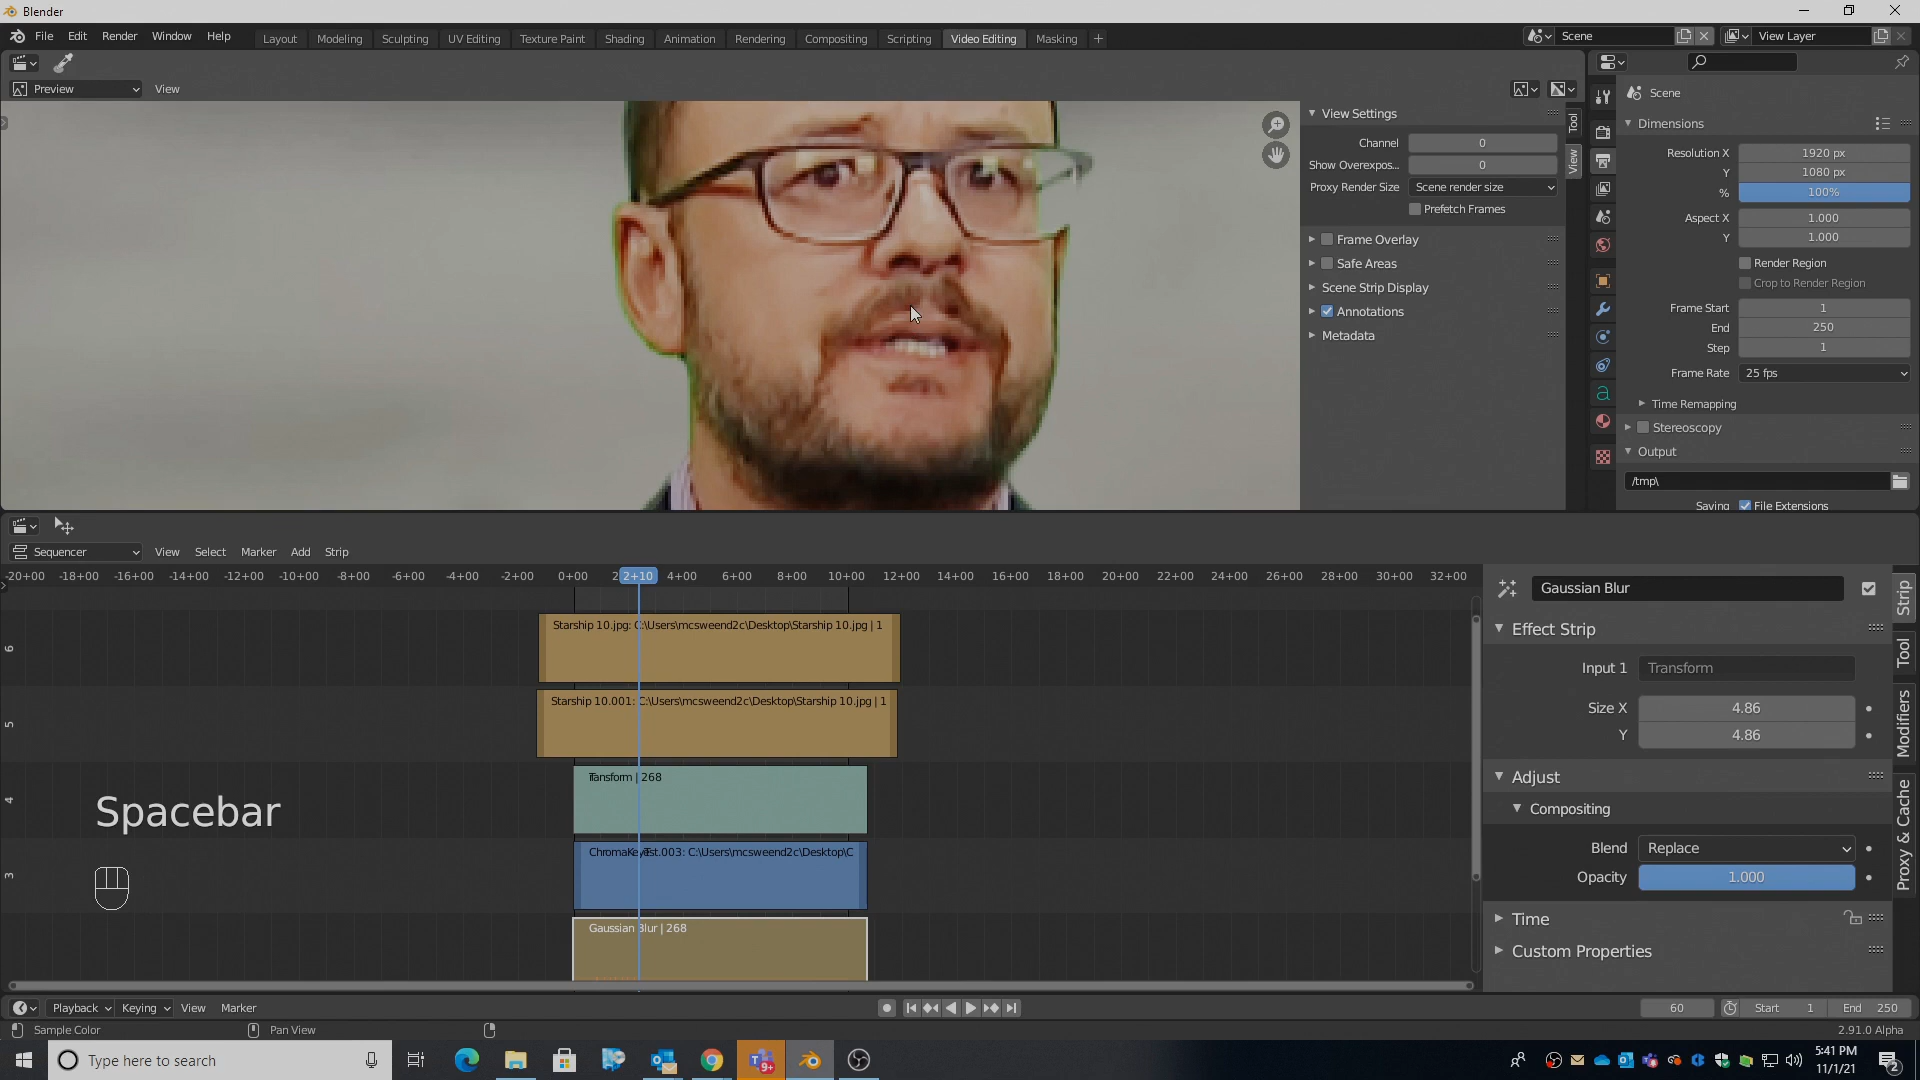 Blender
File Edit Render Window Help
Layout Modeling Sculpting UV Editing Texture Paint Shading Animation Rendering Compositing Scripting Video Editing Masking +
Scene
View Layer
Preview View
View Settings
Channel 0
Show Overexpos... 0
Proxy Render Size Scene render size
Prefetch Frames
Frame Overlay
Safe Areas
Scene Strip Display
Annotations
Metadata
Tool
View
Scene
Dimensions
Resolution X 1920 px
Y 1080 px
% 100%
Aspect X 1.000
Y 1.000
Render Region
Crop to Render Region
Frame Start 1
End 250
Step 1
Frame Rate 25 fps
Time Remapping
Stereoscopy
Output
/tmp\
Saving File Extensions
Sequencer View Select Marker Add Strip
-20+00 -18+00 -16+00 -14+00 -12+00 -10+00 -8+00 -6+00 -4+00 -2+00 0+00 2 2+10 4+00 6+00 8+00 10+00 12+00 14+00 16+00 18+00 20+00 22+00 24+00 26+00 28+00 30+00 32+00
6
Starship 10.jpg: C:\Users\mcsweend2c\Desktop\Starship 10.jpg | 1
5
Starship 10.001: C:\Users\mcsweend2c\Desktop\Starship 10.jpg | 1
4
Transform | 268
3
C:\Users\mcsweend2c\Desktop\C
Gaussian Blur | 268
Spacebar
Gaussian Blur
Effect Strip
Input 1 Transform
Size X 4.86
Y 4.86
Adjust
Compositing
Blend Replace
Opacity 1.000
Time
Custom Properties
Strip
Tool
Modifiers
Proxy & Cache
Playback Keying View Marker
60 Start 1 End 250
Sample Color Pan View
2.91.0 Alpha
Type here to search
9+
5:41 PM
11/1/21
2